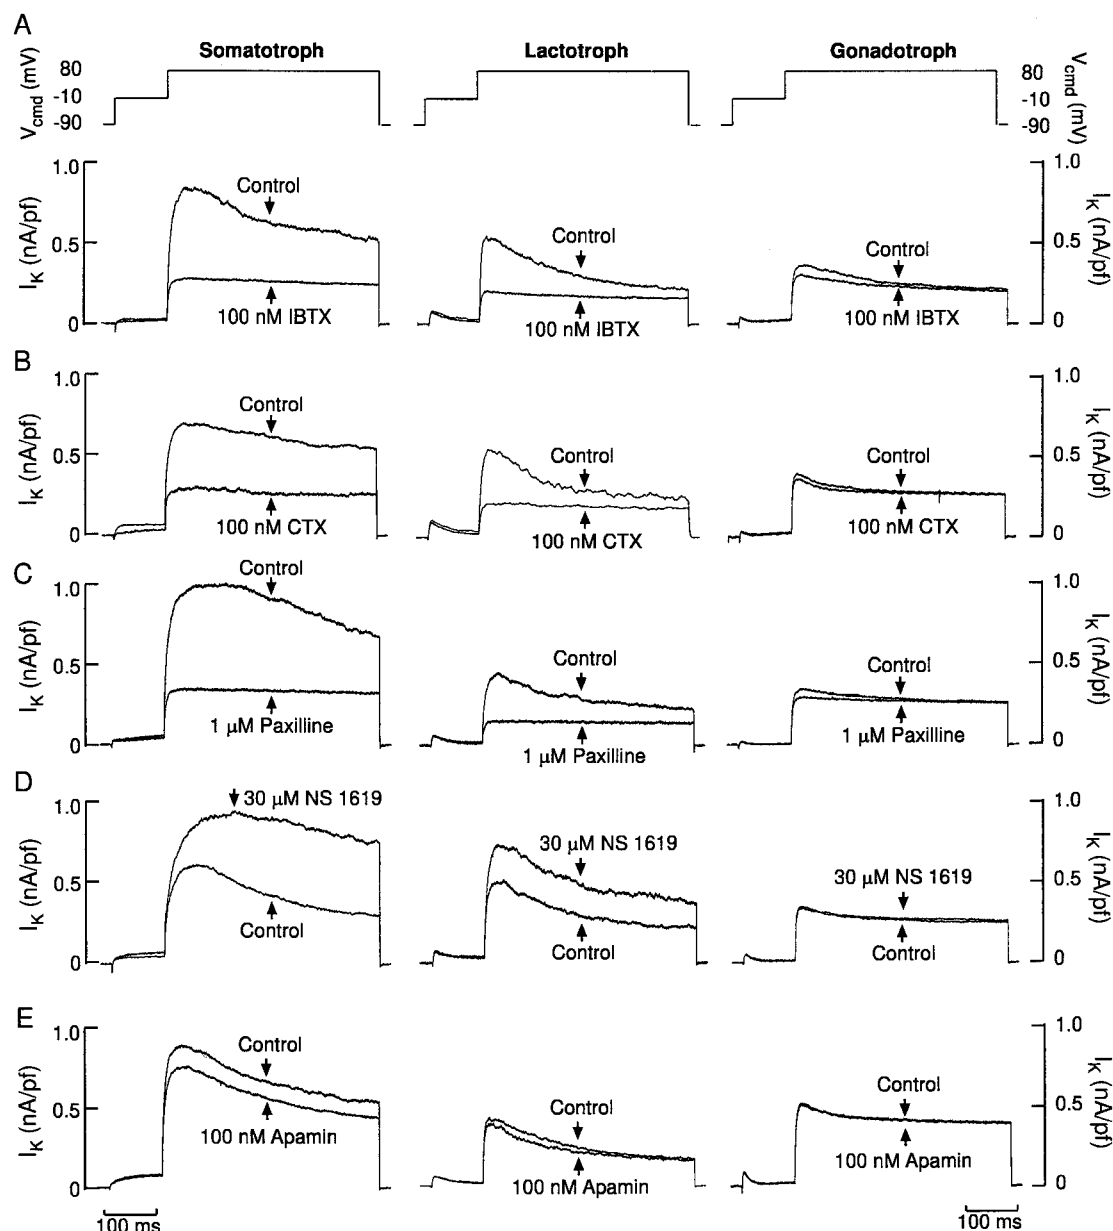 A
Somatotroph Lactotroph Gonadotroph
V_cmd (mV) 80 -10 -90
80 -10 -90 V_cmd (mV)
I_K (nA/pf) 1.0 0.5 0
Control
100 nM IBTX
Control
100 nM IBTX
Control
100 nM IBTX
1.0 0.5 0 I_K (nA/pf)
B
I_K (nA/pf) 1.0 0.5 0
Control
100 nM CTX
Control
100 nM CTX
Control
100 nM CTX
1.0 0.5 0 I_K (nA/pf)
C
I_K (nA/pf) 1.0 0.5 0
Control
1 μM Paxilline
Control
1 μM Paxilline
Control
1 μM Paxilline
1.0 0.5 0 I_K (nA/pf)
D
I_K (nA/pf) 1.0 0.5 0
30 μM NS 1619
Control
30 μM NS 1619
Control
30 μM NS 1619
Control
1.0 0.5 0 I_K (nA/pf)
E
I_K (nA/pf) 1.0 0.5 0
Control
100 nM Apamin
Control
100 nM Apamin
Control
100 nM Apamin
1.0 0.5 0 I_K (nA/pf)
100 ms
100 ms